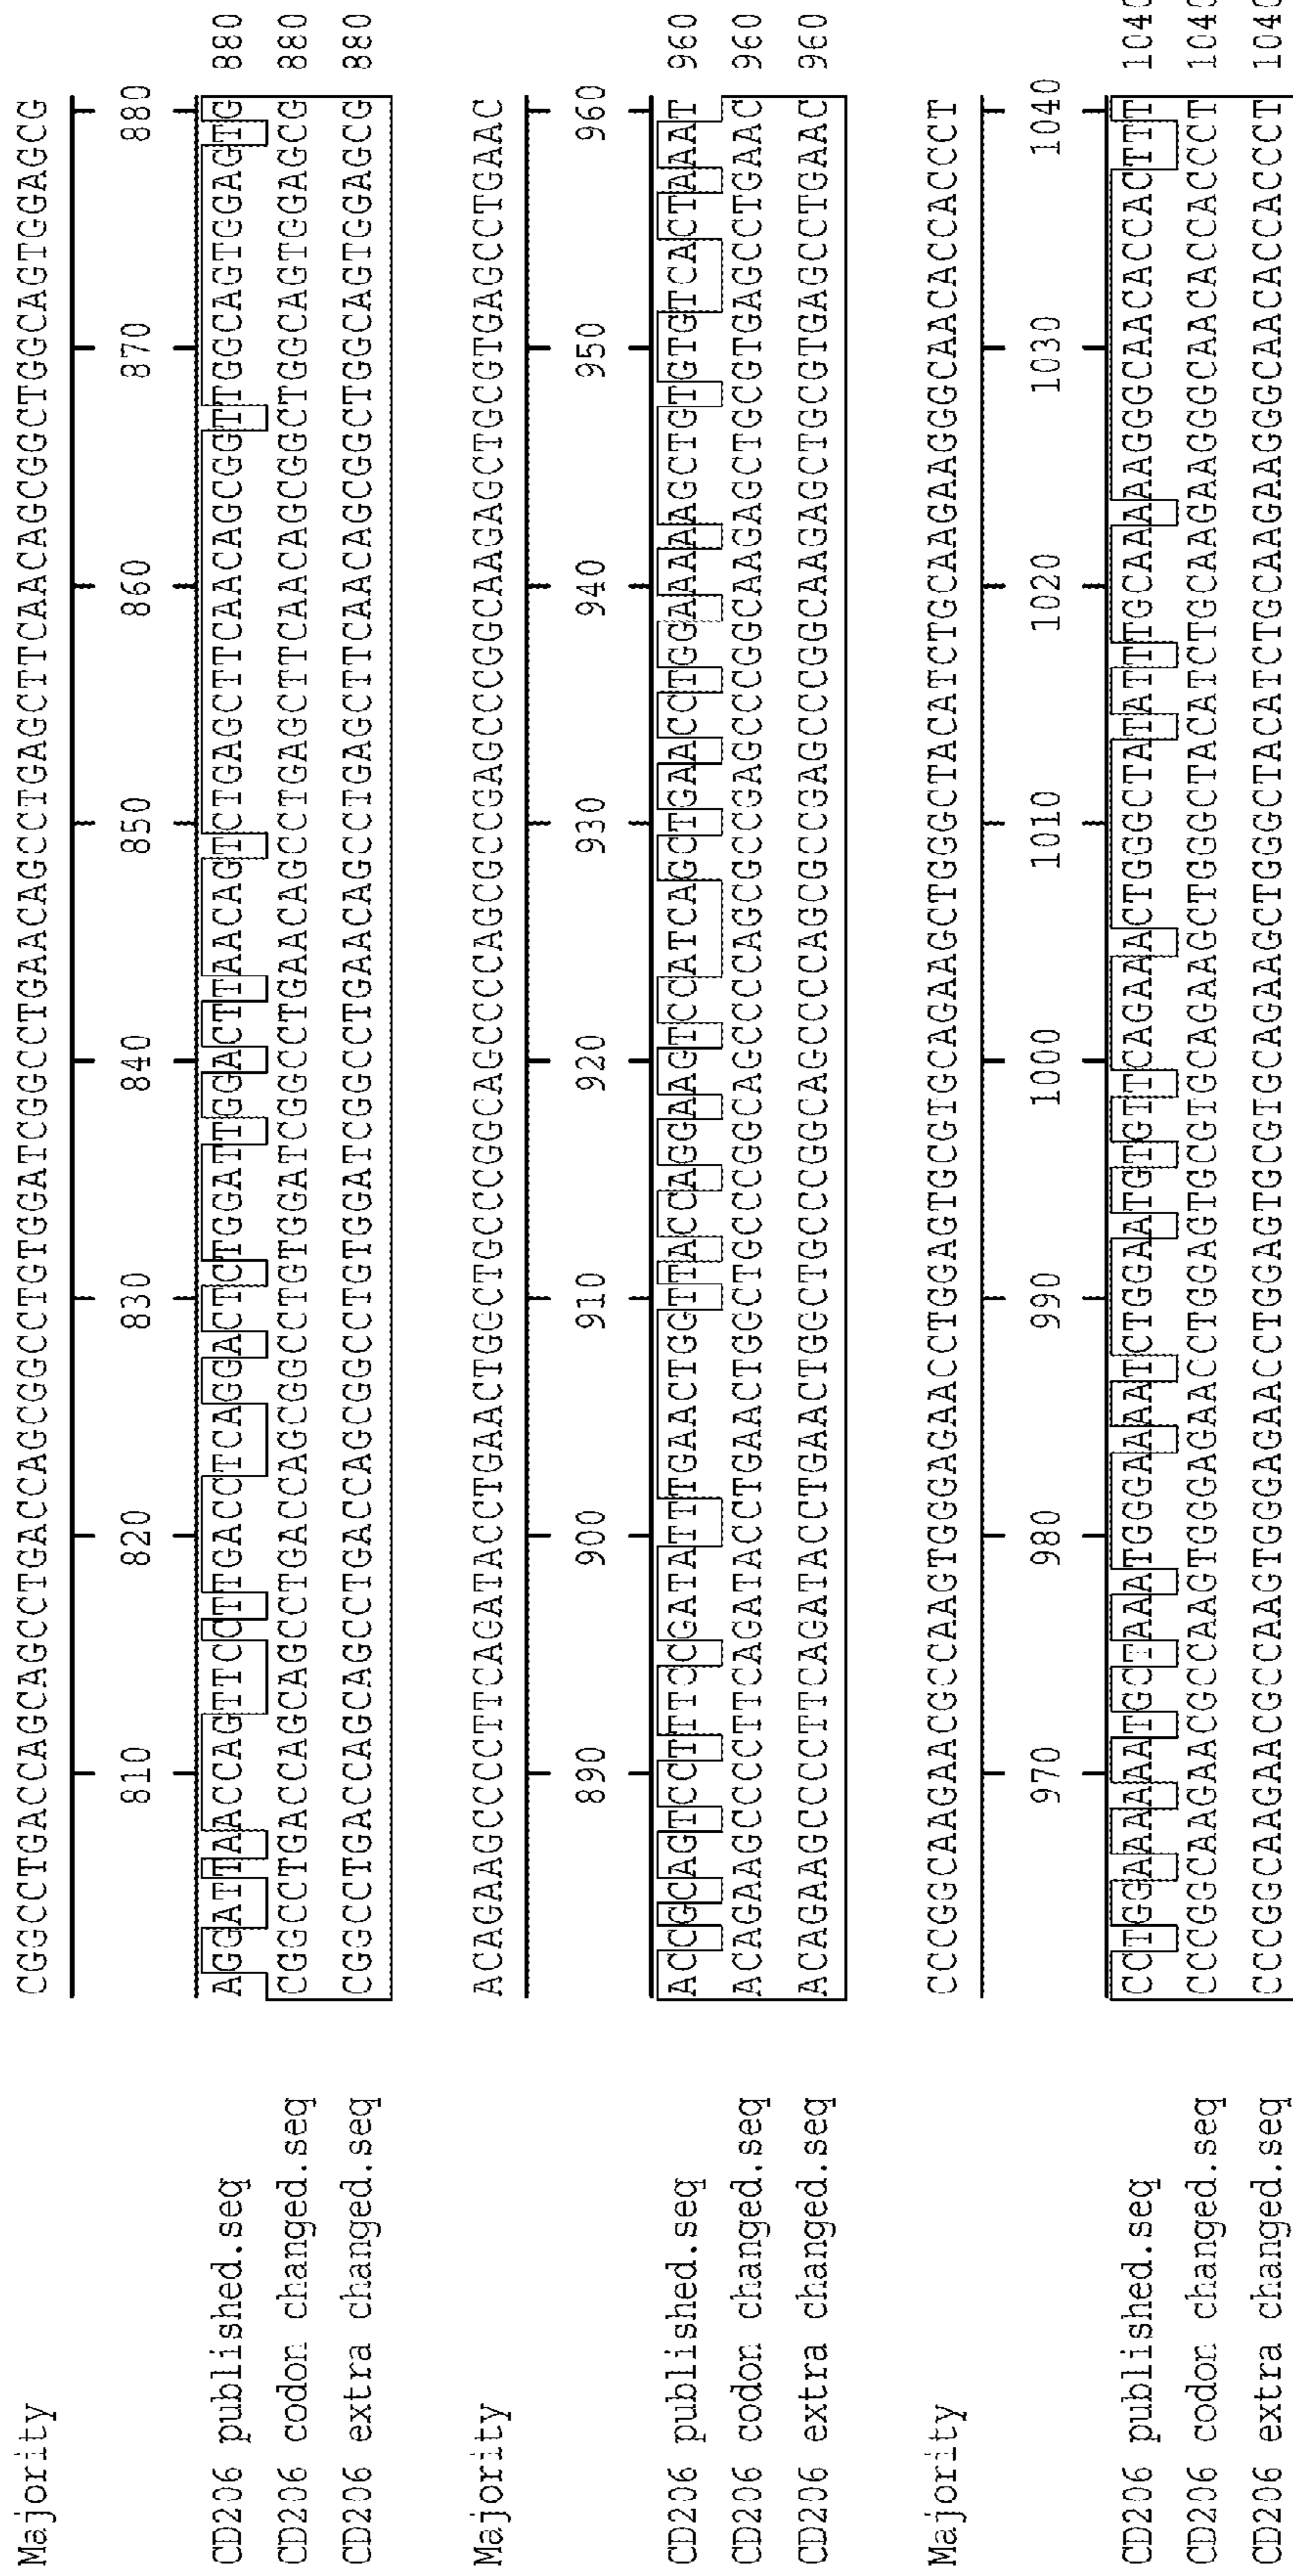 Majority CGGCCTGACCAGCAGCCTGACCAGCGGCCTGTGGATCGGCCTGAACAGCCTGAGCTTCAACAGCGGCTGGCAGTGGAGCG
810 820 830 840 850 860 870 880
CD206 published.seq AGGATTAACCAGTTCCTTGACCTCAGGACTCTGGATTGGACTTAACAGTCTGAGCTTCAACAGCGGTTGGCAGTGGAGTG 880
CD206 codon changed.seq CGGCCTGACCAGCAGCCTGACCAGCGGCCTGTGGATCGGCCTGAACAGCCTGAGCTTCAACAGCGGCTGGCAGTGGAGCG 880
CD206 extra changed.seq CGGCCTGACCAGCAGCCTGACCAGCGGCCTGTGGATCGGCCTGAACAGCCTGAGCTTCAACAGCGGCTGGCAGTGGAGCG 880
Majority ACAGAAGCCCCTTCAGATACCTGAACTGGCTGCCCGGCAGCCCCAGCGCCGAGCCCGGCAAGAGCTGCGTGAGCCTGAAC
890 900 910 920 930 940 950 960
CD206 published.seq ACCGCAGTCCTTTCCGATATTTGAACTGGTTACCAGGAAGTCCATCAGCTGAACCTGGAAAAAGCTGTGTGTCACTAAAT 960
CD206 codon changed.seq ACAGAAGCCCCTTCAGATACCTGAACTGGCTGCCCGGCAGCCCCAGCGCCGAGCCCGGCAAGAGCTGCGTGAGCCTGAAC 960
CD206 extra changed.seq ACAGAAGCCCCTTCAGATACCTGAACTGGCTGCCCGGCAGCCCCAGCGCCGAGCCCGGCAAGAGCTGCGTGAGCCTGAAC 960
Majority CCCGGCAAGAACGCCAAGTGGGAGAACCTGGAGTGCGTGCAGAAGCTGGGCTACATCTGCAAGAAGGGCAACACCACCCT
970 980 990 1000 1010 1020 1030 1040
CD206 published.seq CCTGGAAAAAATGCTAAATGGGAAAATCTGGAATGTGTTCAGAAACTGGGCTATATTTGCAAAAAGGGCAACACCACTTT 1040
CD206 codon changed.seq CCCGGCAAGAACGCCAAGTGGGAGAACCTGGAGTGCGTGCAGAAGCTGGGCTACATCTGCAAGAAGGGCAACACCACCCT 1040
CD206 extra changed.seq CCCGGCAAGAACGCCAAGTGGGAGAACCTGGAGTGCGTGCAGAAGCTGGGCTACATCTGCAAGAAGGGCAACACCACCCT 1040